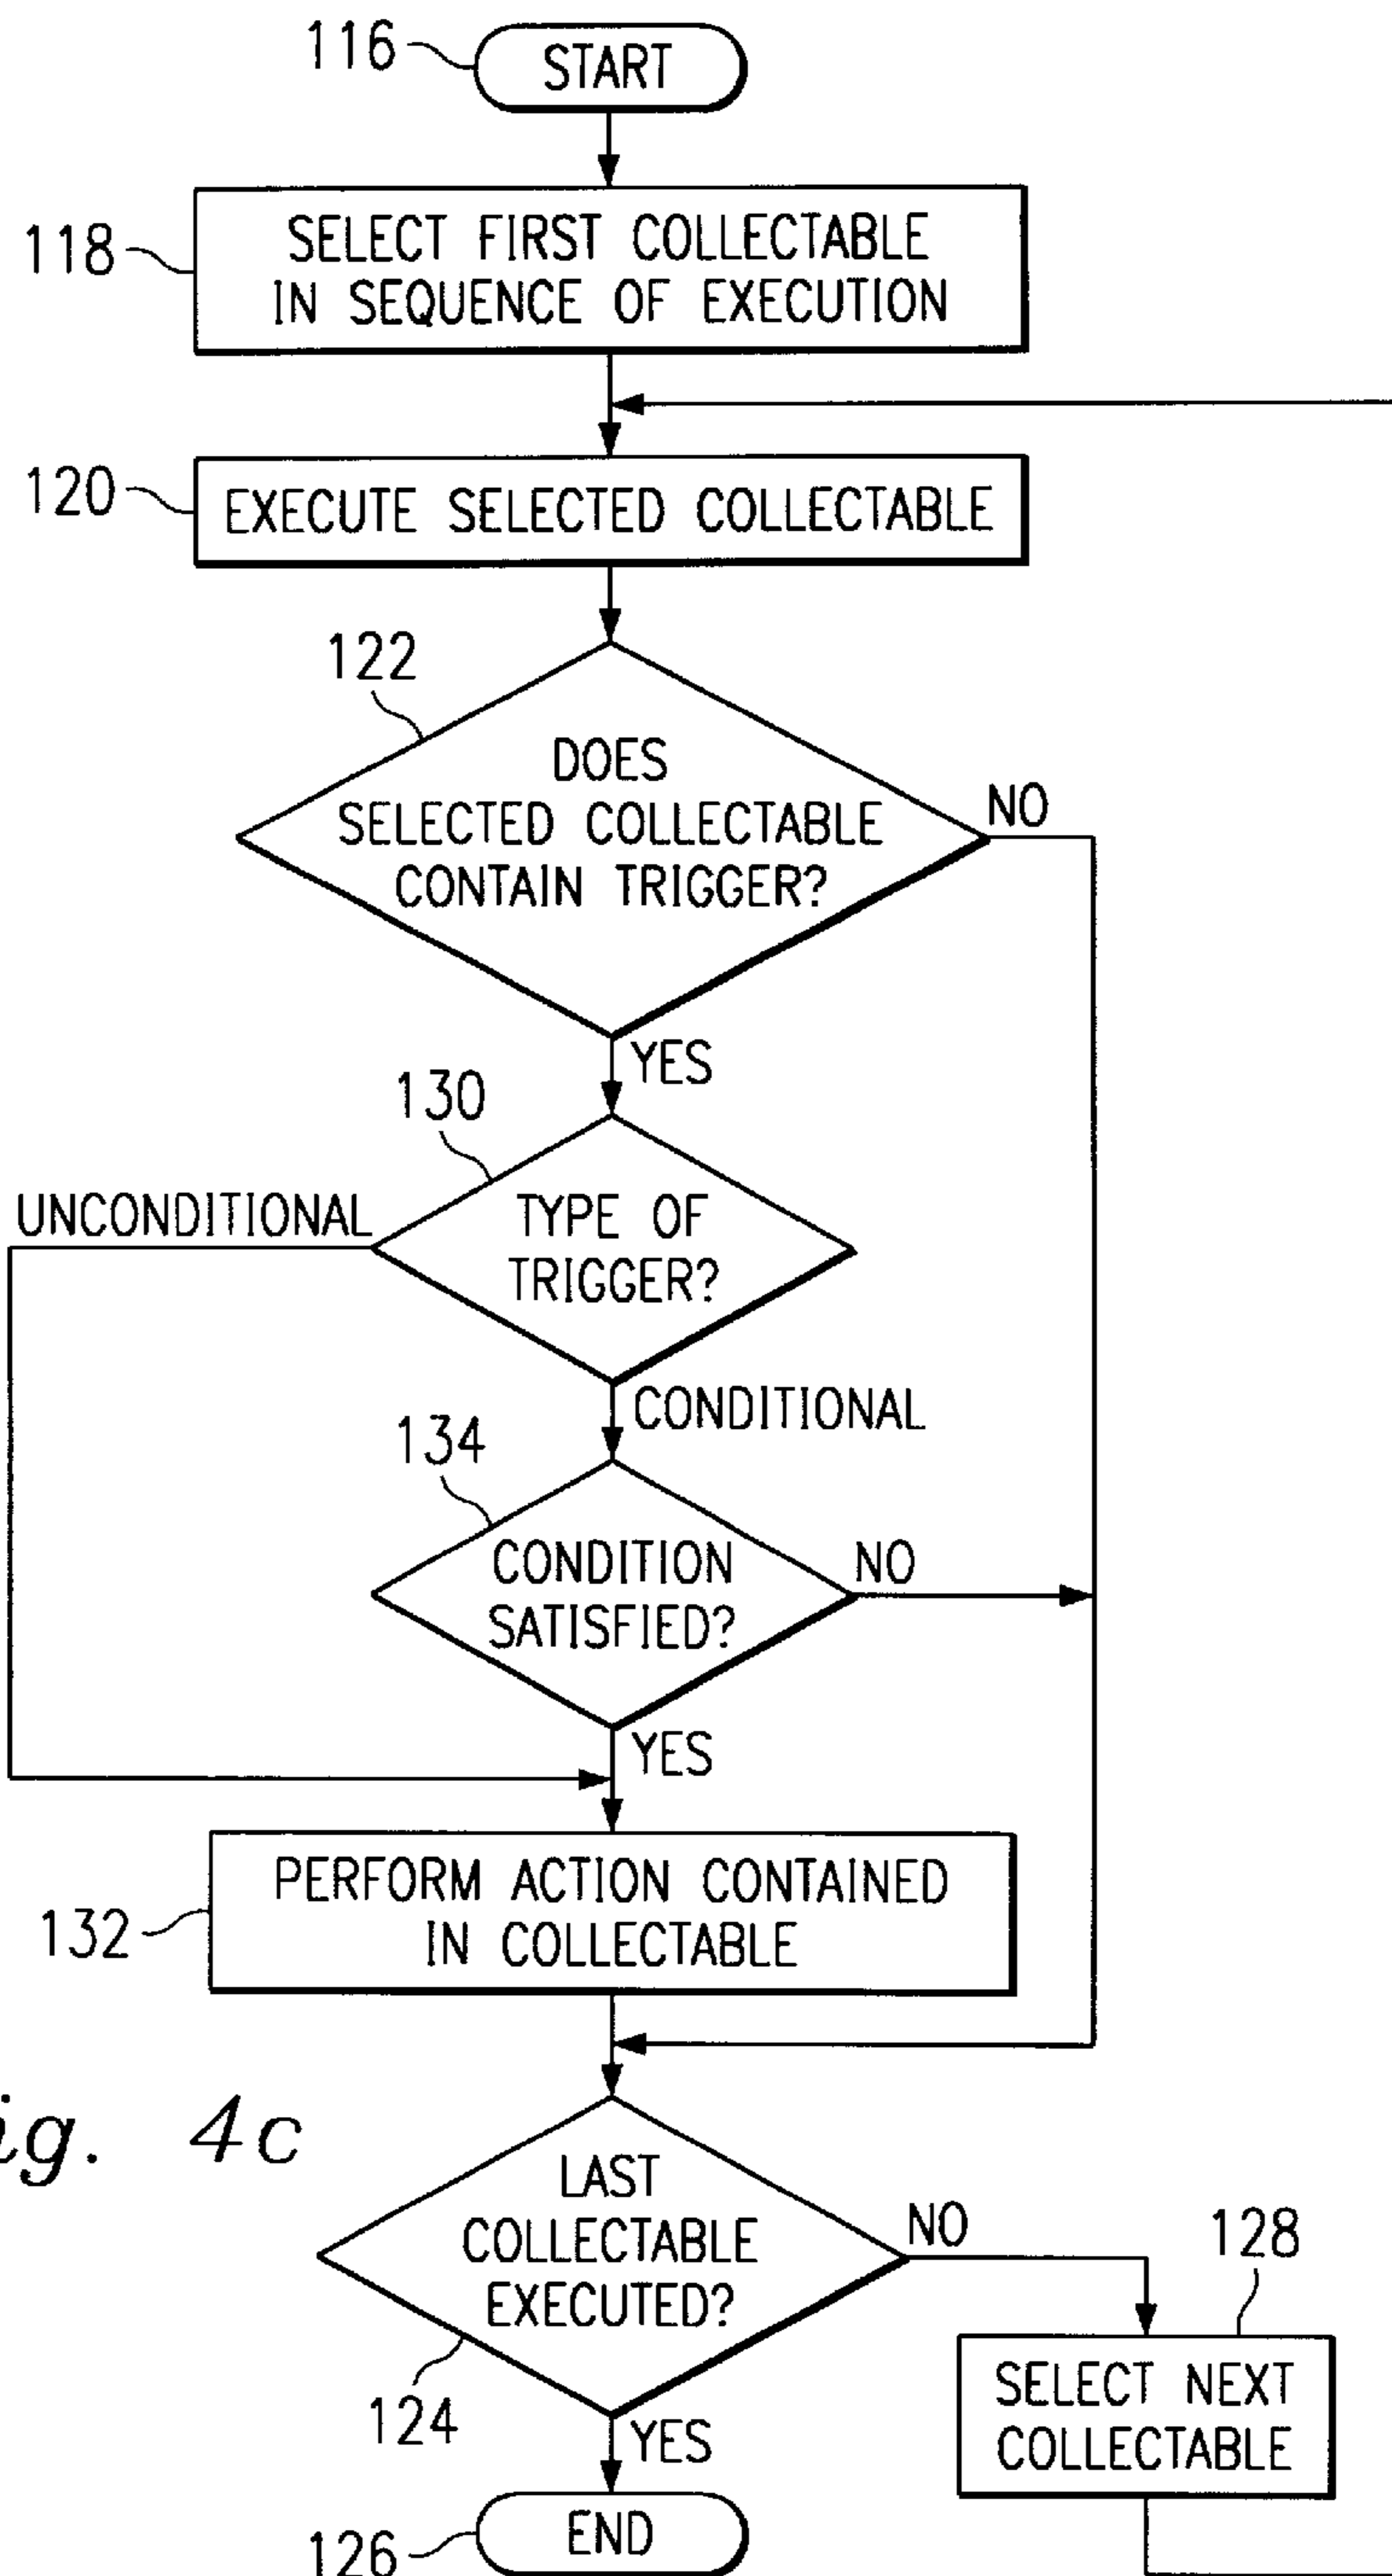 116
START
118
SELECT FIRST COLLECTABLE
IN SEQUENCE OF EXECUTION
120
EXECUTE SELECTED COLLECTABLE
122
DOES
SELECTED COLLECTABLE
CONTAIN TRIGGER?
NO
YES
130
UNCONDITIONAL
TYPE OF
TRIGGER?
CONDITIONAL
134
CONDITION
SATISFIED?
NO
YES
132
PERFORM ACTION CONTAINED
IN COLLECTABLE
ig. 4c
LAST
COLLECTABLE
EXECUTED?
NO
128
124
YES
SELECT NEXT
COLLECTABLE
126
END